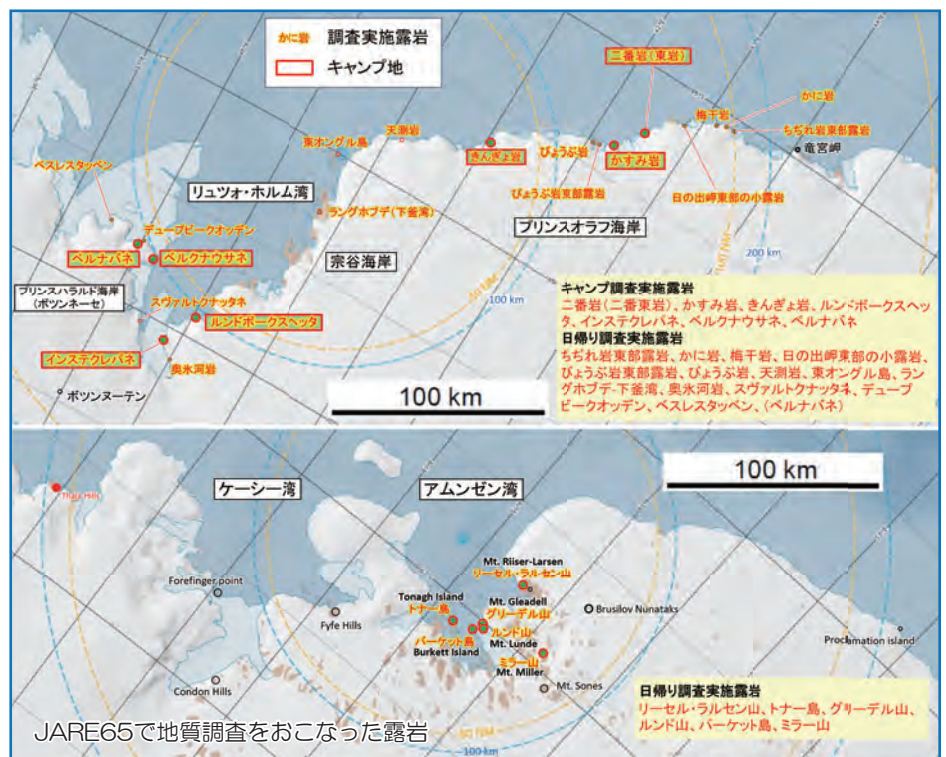 かに岩 調査実施露岩
キャンプ地
二番岩(東岩)
かに岩
梅干岩
ちぢれ岩東部露岩
竜宮岬
天測岩
東オングル島
きんぎょ岩
びょうぶ岩
かすみ岩
びょうぶ岩東部露岩
日の出岬東部の小露岩
ベスレスタッペン
リュツォ・ホルム湾
ラングホブデ(下釜湾)
プリンスオラフ海岸
デュープビークオッデン
ベルナバネ
ベルクナウサネ
宗谷海岸
200 km
100 NM
50 NM
100 km
プリンスハラルド海岸
(ボツンネーセ)
スヴァルトクナッタネ
ルンドボークスヘッタ
インステクレパネ
奥氷河岩
ボツンヌーテン
100 km
キャンプ調査実施露岩
二番岩(二番東岩)、かすみ岩、きんぎょ岩、ルンドボークスヘッ
タ、インステクレパネ、ベルクナウサネ、ベルナバネ
日帰り調査実施露岩
ちぢれ岩東部露岩、かに岩、梅干岩、日の出岬東部の小露岩、
びょうぶ岩東部露岩、びょうぶ岩、天測岩、東オングル島、ラン
グホブデ-下釜湾、奥氷河岩、スヴァルトクナッタネ、デュープ
ビークオッデン、ベスレスタッペン、(ベルナバネ)
ケーシー湾
アムンゼン湾
100 km
Thala Hills
Mt. Riiser-Larsen
リーセル・ラルセン山
Forefinger point
Tonagh Island
トナー島
Mt. Gleadell
グリーデル山
Fyfe Hills
Brusilov Nunataks
ルンド山
Mt. Lunde
バーケット島
Burkett Island
Proclamation island
ミラー山
Mt. Miller
Condon Hills
Mt. Sones
50 NM
100 km
日帰り調査実施露岩
リーセル・ラルセン山、トナー島、グリーデル山、
ルンド山、バーケット島、ミラー山
JARE65で地質調査をおこなった露岩